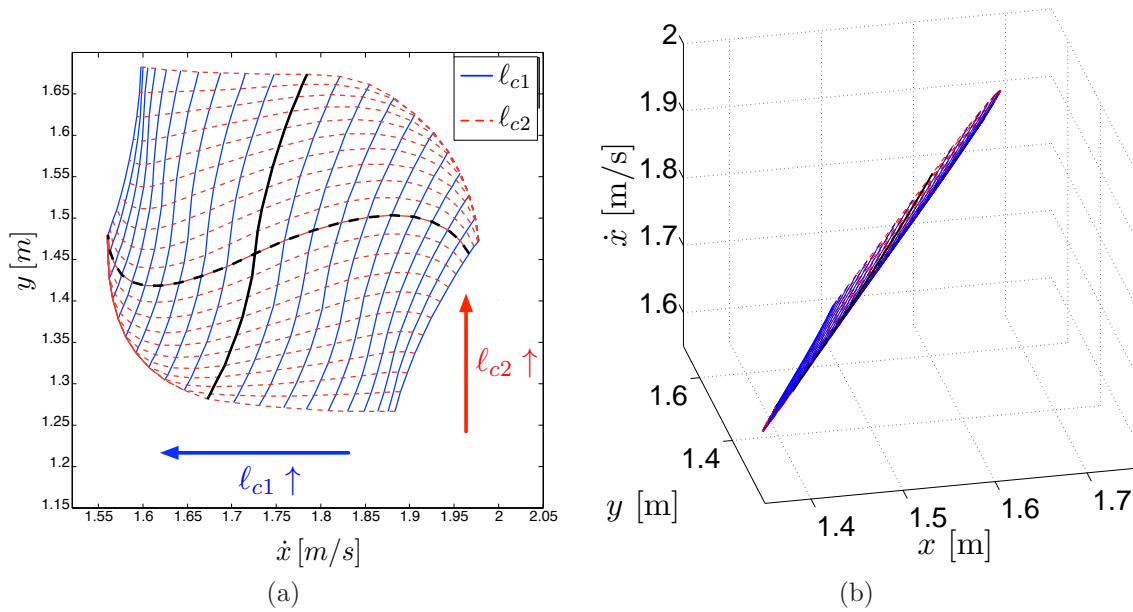 1.65
1.6
1.55
1.5
1.45
1.4
1.35
1.3
1.25
1.2
1.15
y [m]
1.55 1.6 1.65 1.7 1.75 1.8 1.85 1.9 1.95 2 2.05
ẋ [m/s]
ℓc1
ℓc2
ℓc2 ↑
ℓc1 ↑
(a)
2
1.9
1.8
1.7
1.6
ẋ [m/s]
1.6
1.4
y [m]
1.4 1.5 1.6 1.7
x [m]
(b)